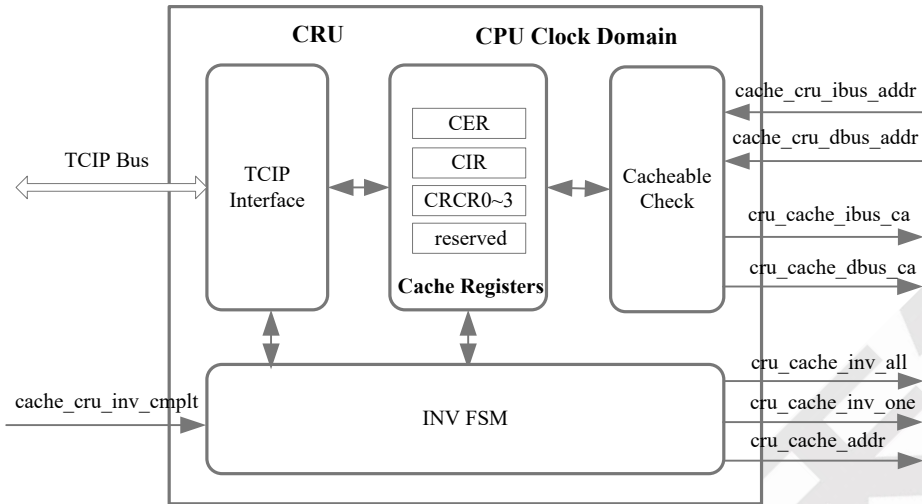 CRU
CPU Clock Domain
TCIP Bus
TCIP
Interface
CER
CIR
CRCR0~3
reserved
Cache Registers
Cacheable
Check
cache_cru_ibus_addr
cache_cru_dbus_addr
cru_cache_ibus_ca
cru_cache_dbus_ca
cache_cru_inv_cmplt
INV FSM
cru_cache_inv_all
cru_cache_inv_one
cru_cache_addr